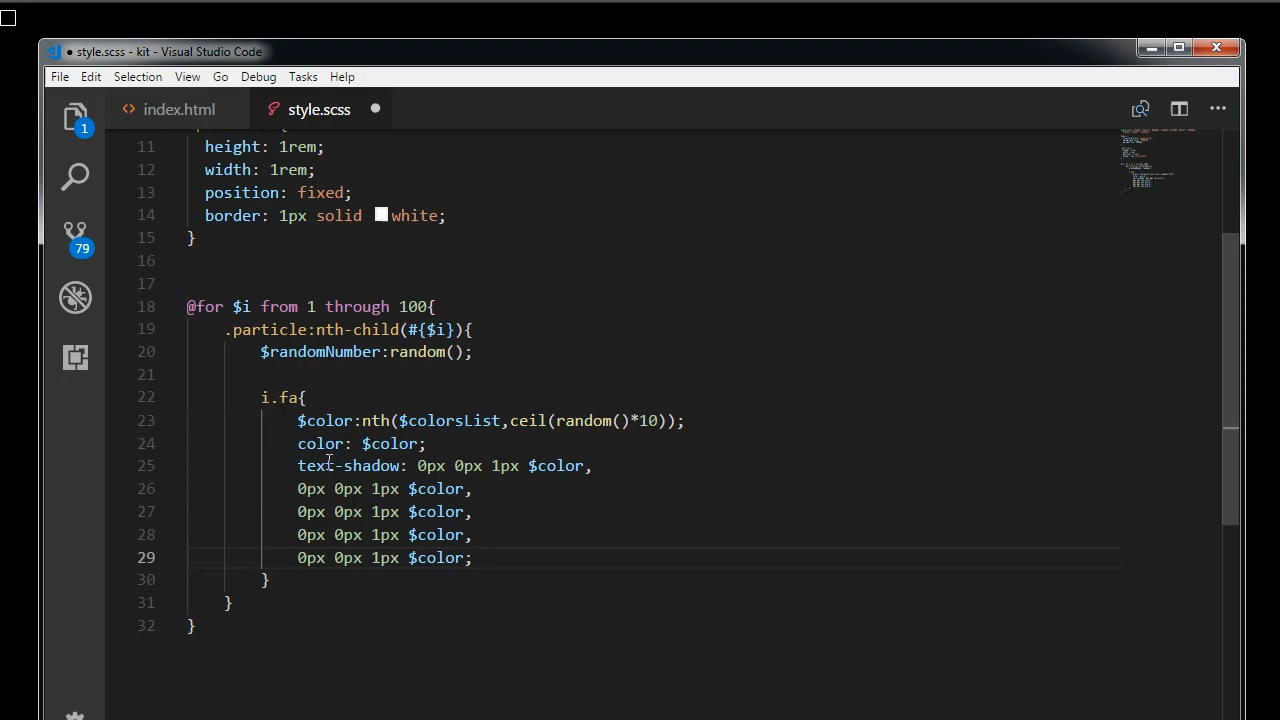 style.scss - kit - Visual Studio Code
File Edit Selection View Go Debug Tasks Help
index.html style.scss
1
79
11 height: 1rem;
12 width: 1rem;
13 position: fixed;
14 border: 1px solid white;
15 }
16
17
18 @for $i from 1 through 100{
19 .particle:nth-child(#{$i}){
20 $randomNumber:random();
21
22 i.fa{
23 $color:nth($colorsList,ceil(random()*10));
24 color: $color;
25 text-shadow: 0px 0px 1px $color,
26 0px 0px 1px $color,
27 0px 0px 1px $color,
28 0px 0px 1px $color,
29 0px 0px 1px $color;
30 }
31 }
32 }